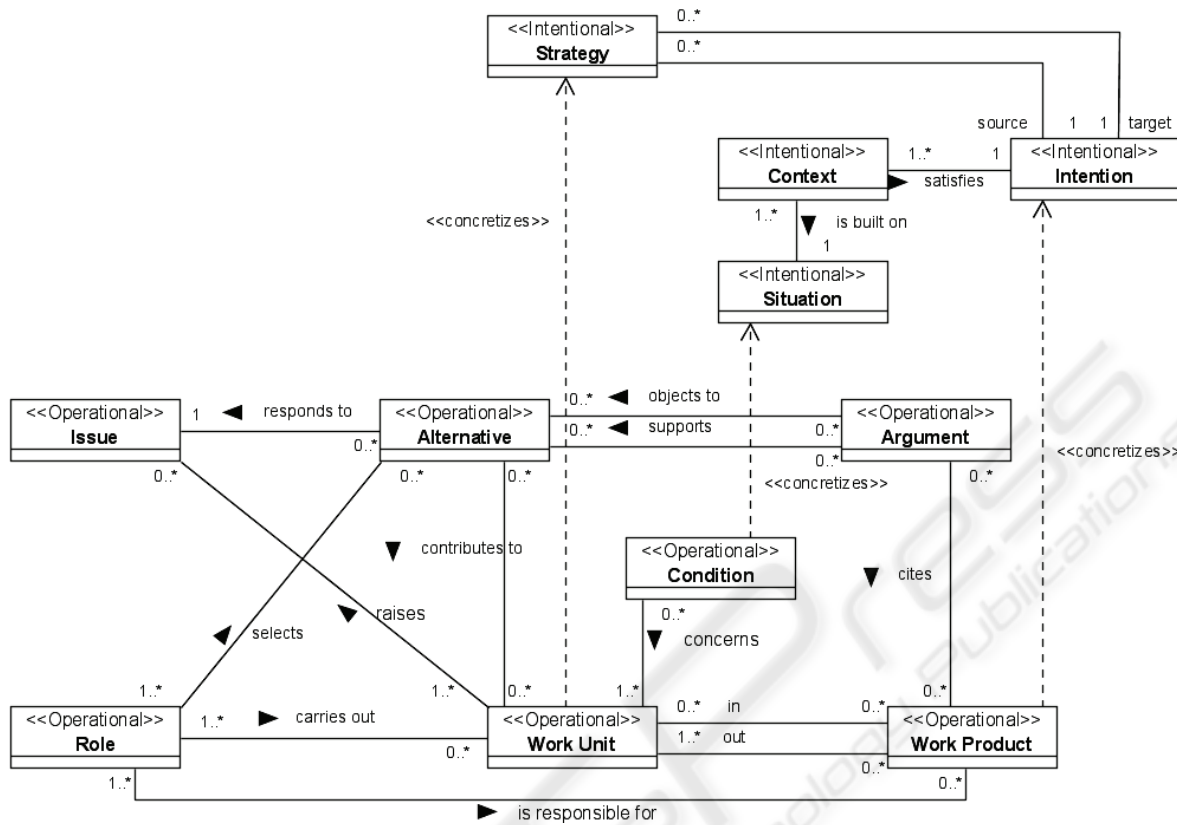 <<Intentional>>
Strategy
0..*
0..*
source
1
1
target
<<Intentional>>
Context
1..*
1
satisfies
<<Intentional>>
Intention
<<concretizes>>
1..*
is built on
1
<<Intentional>>
Situation
<<Operational>>
Issue
1
responds to
0..*
<<Operational>>
Alternative
0..*
objects to
0..*
supports
0..*
0..*
<<Operational>>
Argument
<<concretizes>>
<<concretizes>>
0..*
0..*
0..*
0..*
contributes to
<<Operational>>
Condition
cites
raises
0..*
selects
concerns
1..*
1..*
0..*
1..*
0..*
<<Operational>>
Role
1..*
carries out
0..*
<<Operational>>
Work Unit
0..*
in
0..*
1..*
out
0..*
<<Operational>>
Work Product
1..*
is responsible for
0..*
Press
nology Publications